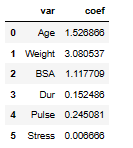 var coef
0 Age 1.526866
1 Weight 3.080537
2 BSA 1.117709
3 Dur 0.152486
4 Pulse 0.245081
5 Stress 0.006666